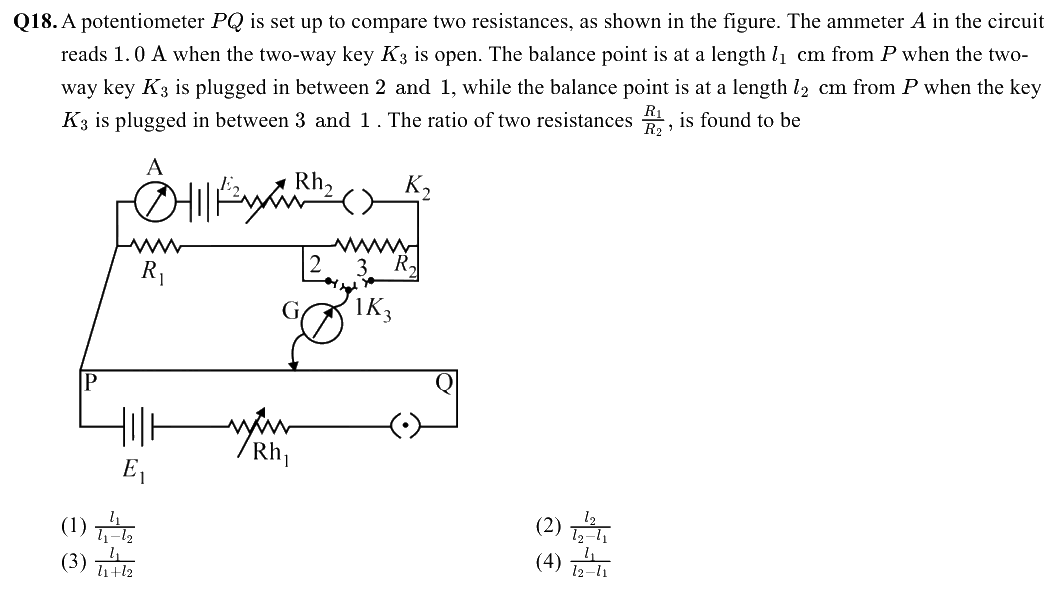 Q18. A potentiometer PQ is set up to compare two resistances, as shown in the figure. The ammeter A in the circuit
reads 1.0 A when the two-way key K₃ is open. The balance point is at a length l₁ cm from P when the two-
way key K₃ is plugged in between 2 and 1, while the balance point is at a length l₂ cm from P when the key
K₃ is plugged in between 3 and 1 . The ratio of two resistances R₁/R₂ , is found to be
A
E₂ Rh₂ K₂
R₁ 2 3 R₂
G 1K₃
P Q
E₁ Rh₁
(1) l₁/(l₁−l₂) (2) l₂/(l₂−l₁)
(3) l₁/(l₁+l₂) (4) l₁/(l₂−l₁)